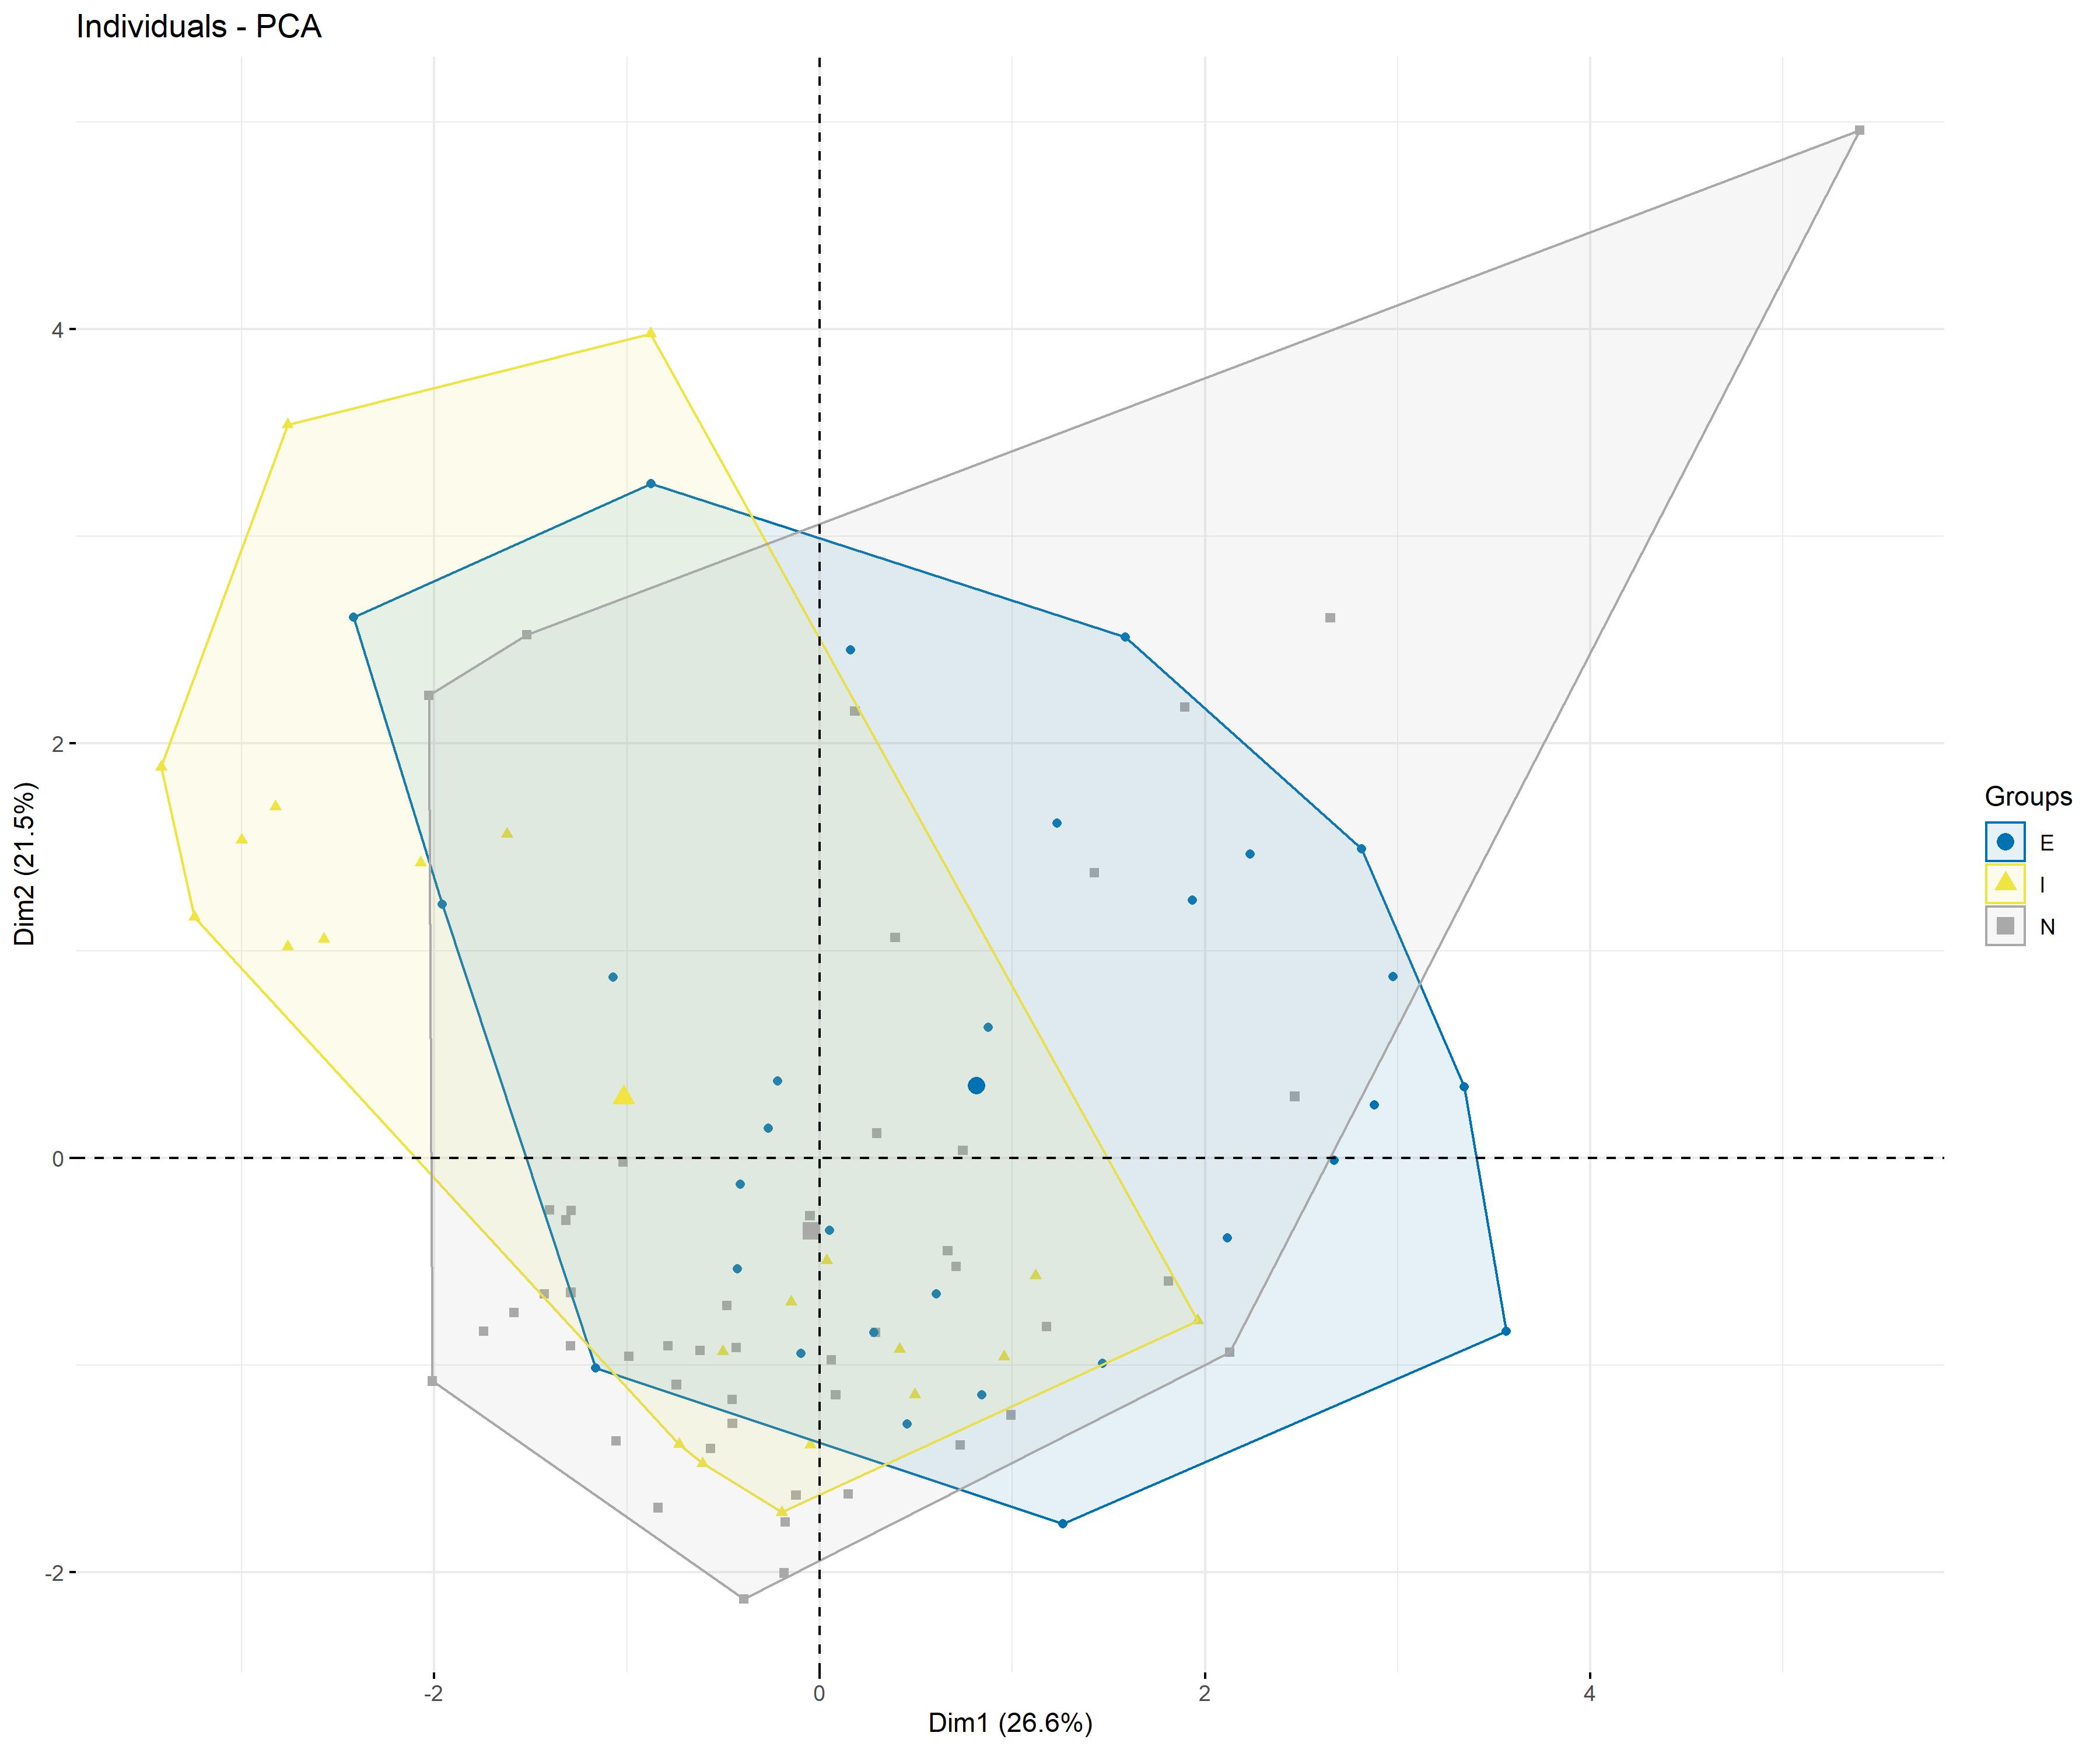 Individuals - PCA
4
2
0
-2
Dim2 (21.5%)
-2
0
2
4
Dim1 (26.6%)
Groups
E
I
N